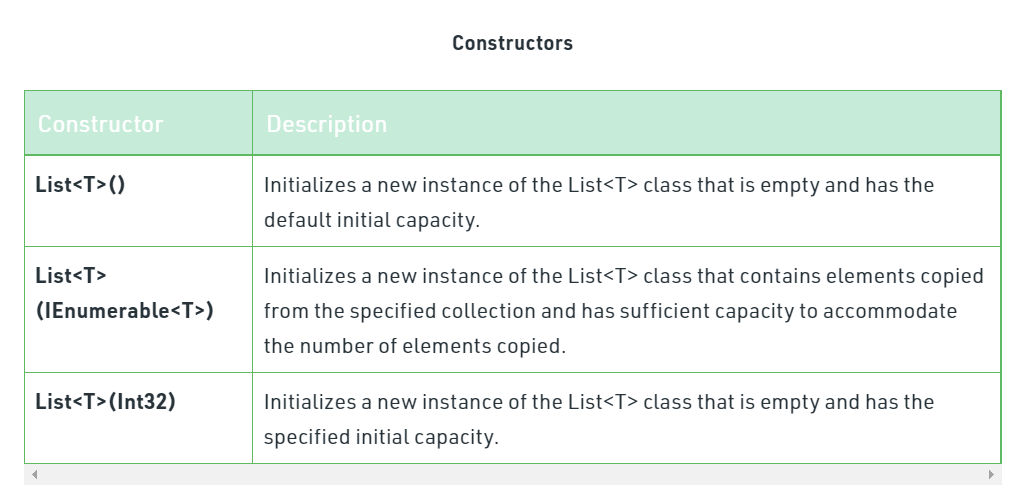 Constructors
Constructor
Description
List<T>()
Initializes a new instance of the List<T> class that is empty and has the
default initial capacity.
List<T>
(IEnumerable<T>)
Initializes a new instance of the List<T> class that contains elements copied
from the specified collection and has sufficient capacity to accommodate
the number of elements copied.
List<T>(Int32)
Initializes a new instance of the List<T> class that is empty and has the
specified initial capacity.